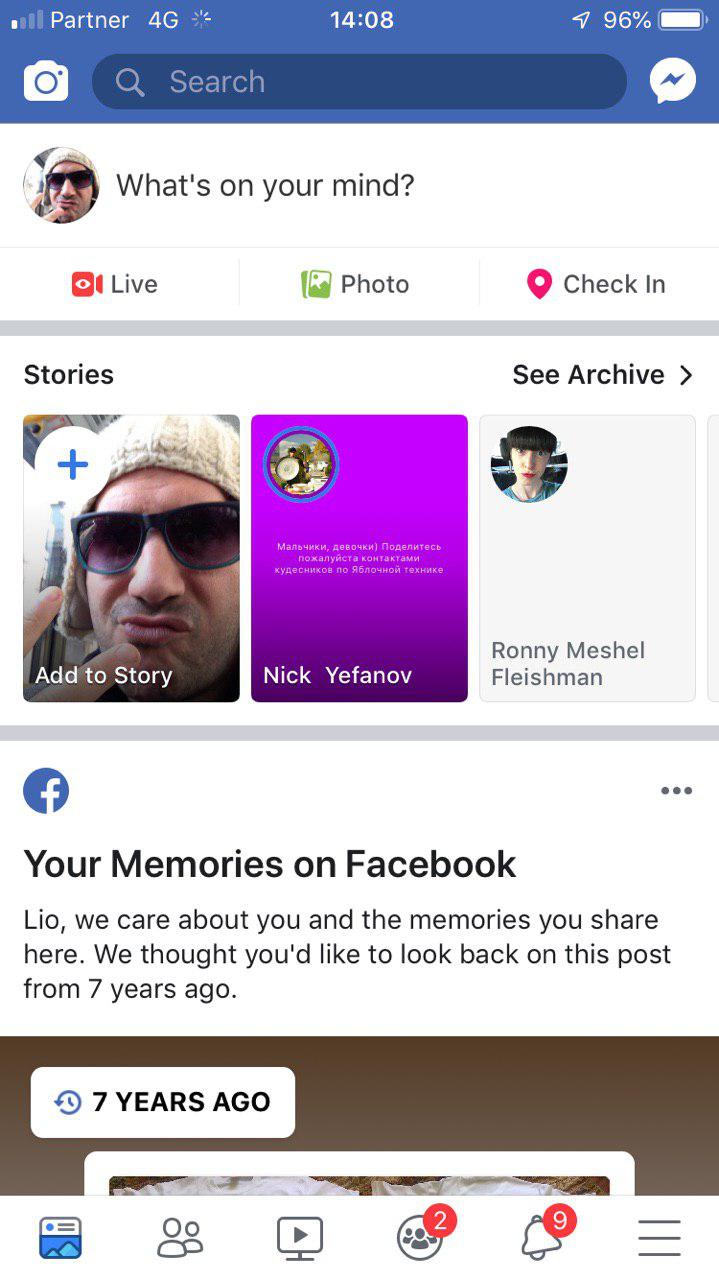 Partner 4G 14:08 96%
Search
What's on your mind?
Live Photo Check In
Stories See Archive
Мальчики, девочки) Поделитесь
пожалуйста контактами
кудесников по Яблочной технике
Add to Story
Nick Yefanov
Ronny Meshel
Fleishman
Your Memories on Facebook
Lio, we care about you and the memories you share
here. We thought you'd like to look back on this post
from 7 years ago.
7 YEARS AGO
2 9